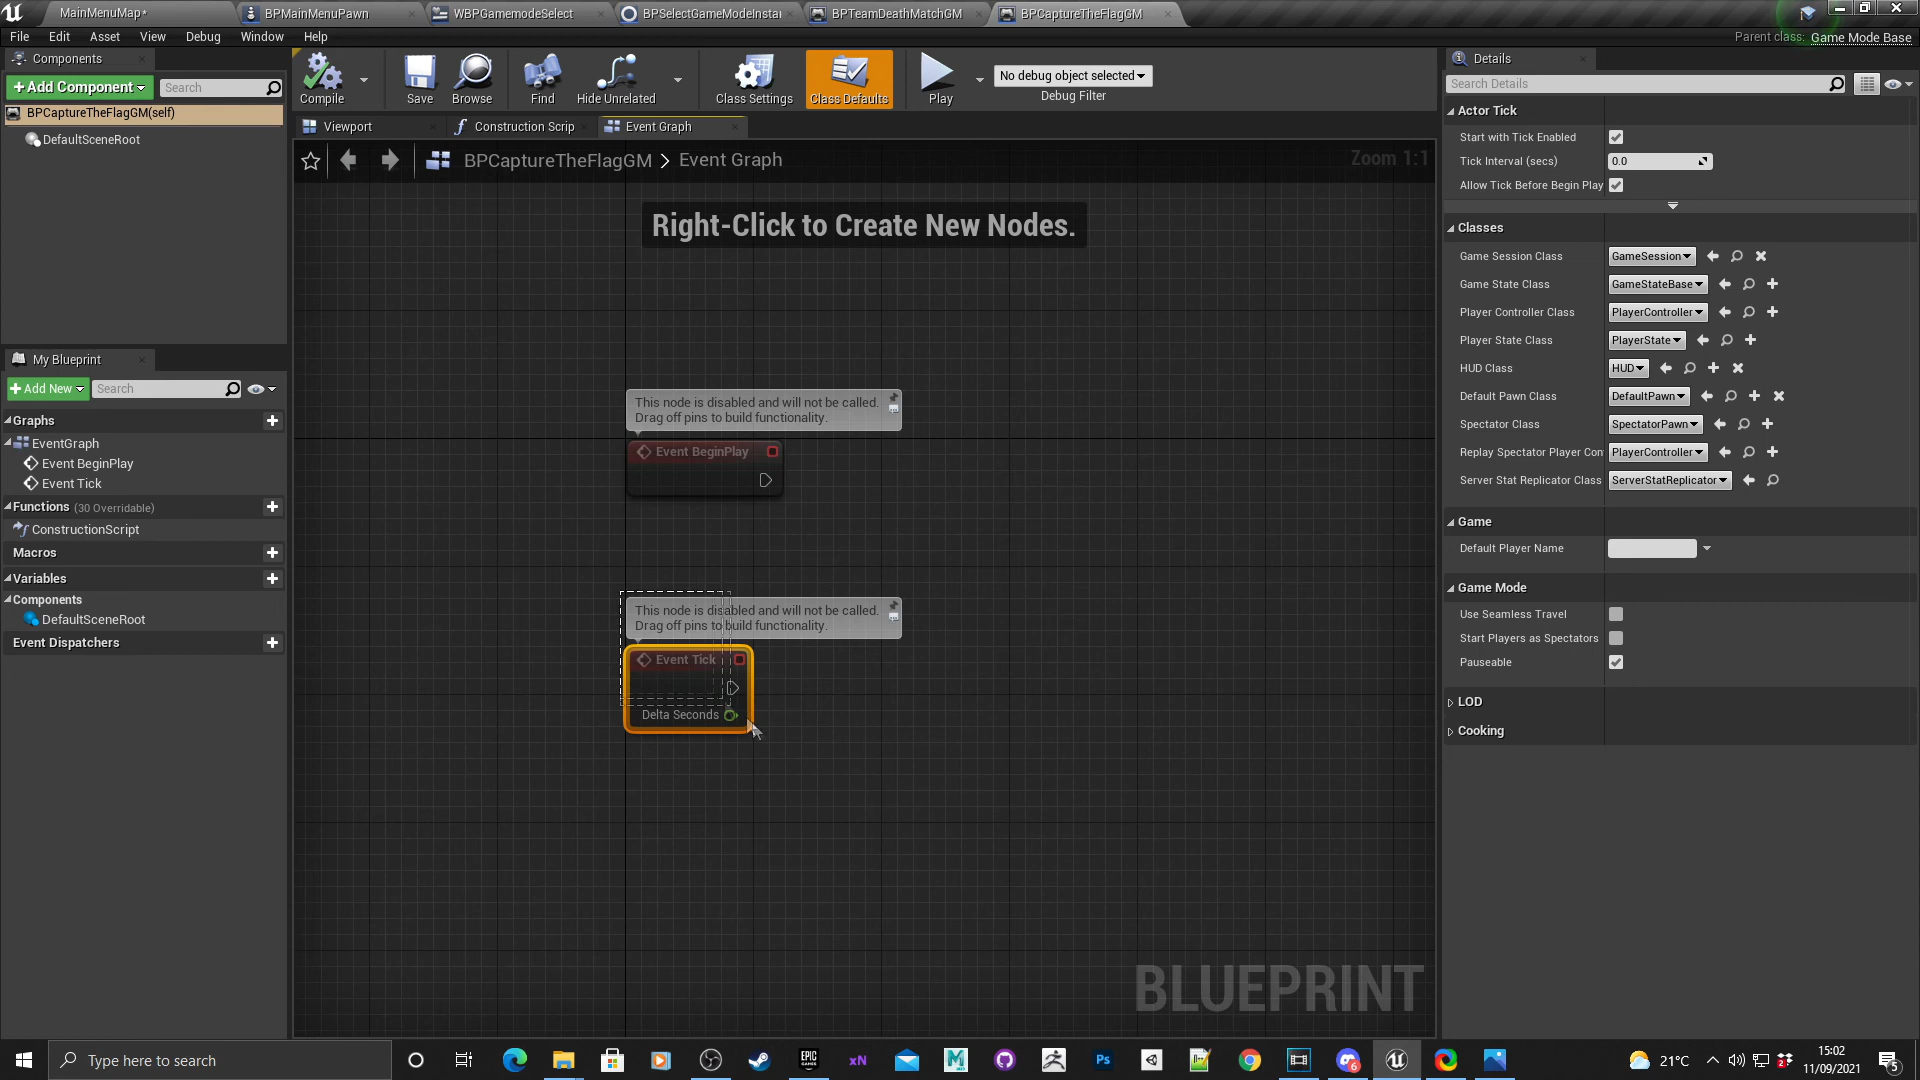 MainMenuMap*
BPMainMenuPawn
WBPGamemodeSelect
BPSelectGameModeInstan
BPTeamDeathMatchGM
BPCaptureTheFlagGM
File
Edit
Asset
View
Debug
Window
Help
Parent class: Game Mode Base
Components
+Add Component
Search
BPCaptureTheFlagGM(self)
DefaultSceneRoot
Compile
Save
Browse
Find
Hide Unrelated
Class Settings
Class Defaults
Play
No debug object selected
Debug Filter
Viewport
Construction Scrip
Event Graph
BPCaptureTheFlagGM > Event Graph
Zoom 1:1
Right-Click to Create New Nodes.
This node is disabled and will not be called.
Drag off pins to build functionality.
Event BeginPlay
This node is disabled and will not be called.
Drag off pins to build functionality.
Event Tick
Delta Seconds
BLUEPRINT
My Blueprint
+Add New
Search
Graphs
EventGraph
Event BeginPlay
Event Tick
Functions (30 Overridable)
ConstructionScript
Macros
Variables
Components
DefaultSceneRoot
Event Dispatchers
Details
Search Details
Actor Tick
Start with Tick Enabled
Tick Interval (secs) 0.0
Allow Tick Before Begin Play
Classes
Game Session Class GameSession
Game State Class GameStateBase
Player Controller Class PlayerController
Player State Class PlayerState
HUD Class HUD
Default Pawn Class DefaultPawn
Spectator Class SpectatorPawn
Replay Spectator Player Con PlayerController
Server Stat Replicator Class ServerStatReplicator
Game
Default Player Name
Game Mode
Use Seamless Travel
Start Players as Spectators
Pauseable
LOD
Cooking
Type here to search
EPIC
GAMES
xN
M
Ps
6
21°C
15:02
11/09/2021
5